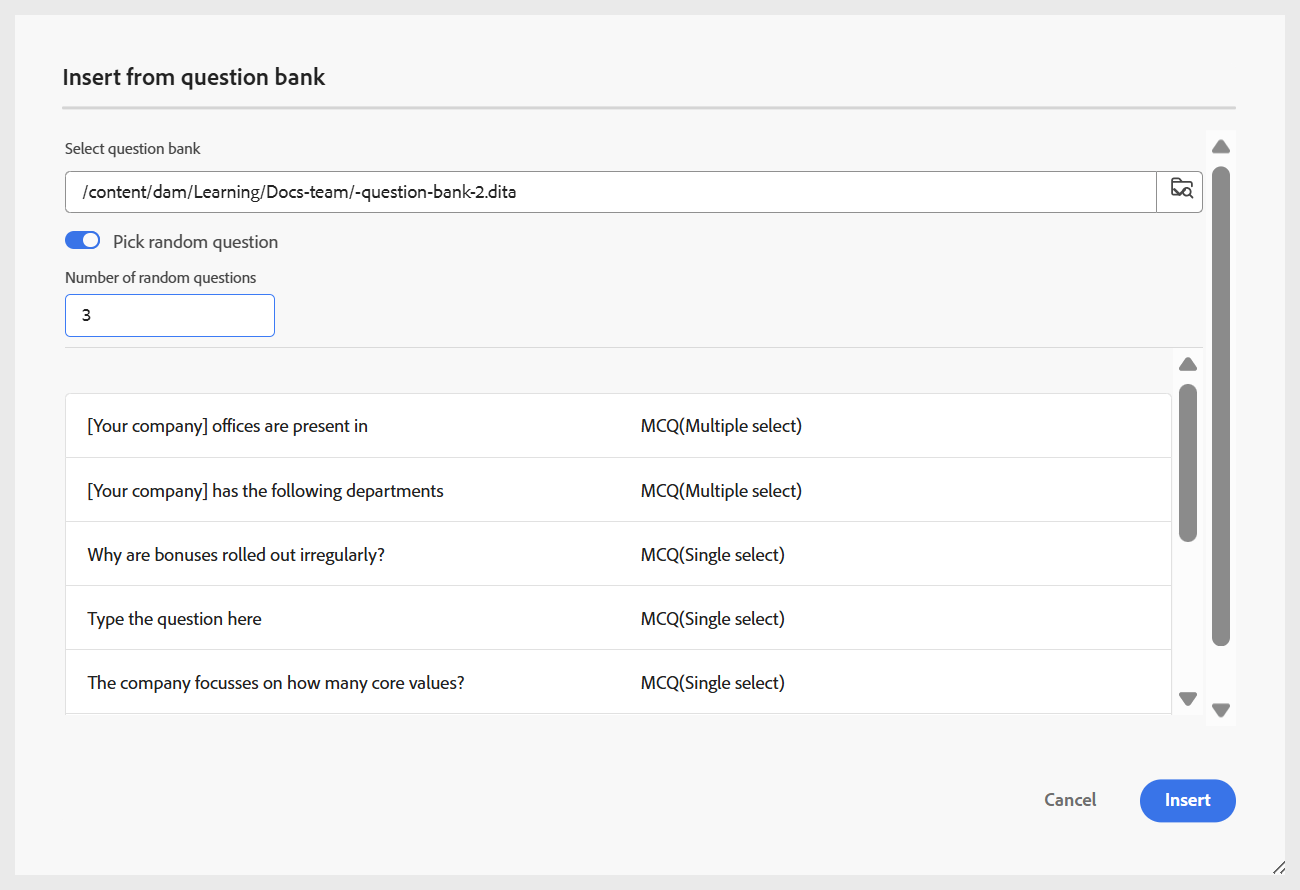 Insert from question bank
Select question bank
/content/dam/Learning/Docs-team/-question-bank-2.dita
Pick random question
Number of random questions
3
[Your company] offices are present in MCQ(Multiple select)
[Your company] has the following departments MCQ(Multiple select)
Why are bonuses rolled out irregularly? MCQ(Single select)
Type the question here MCQ(Single select)
The company focusses on how many core values? MCQ(Single select)
Cancel Insert